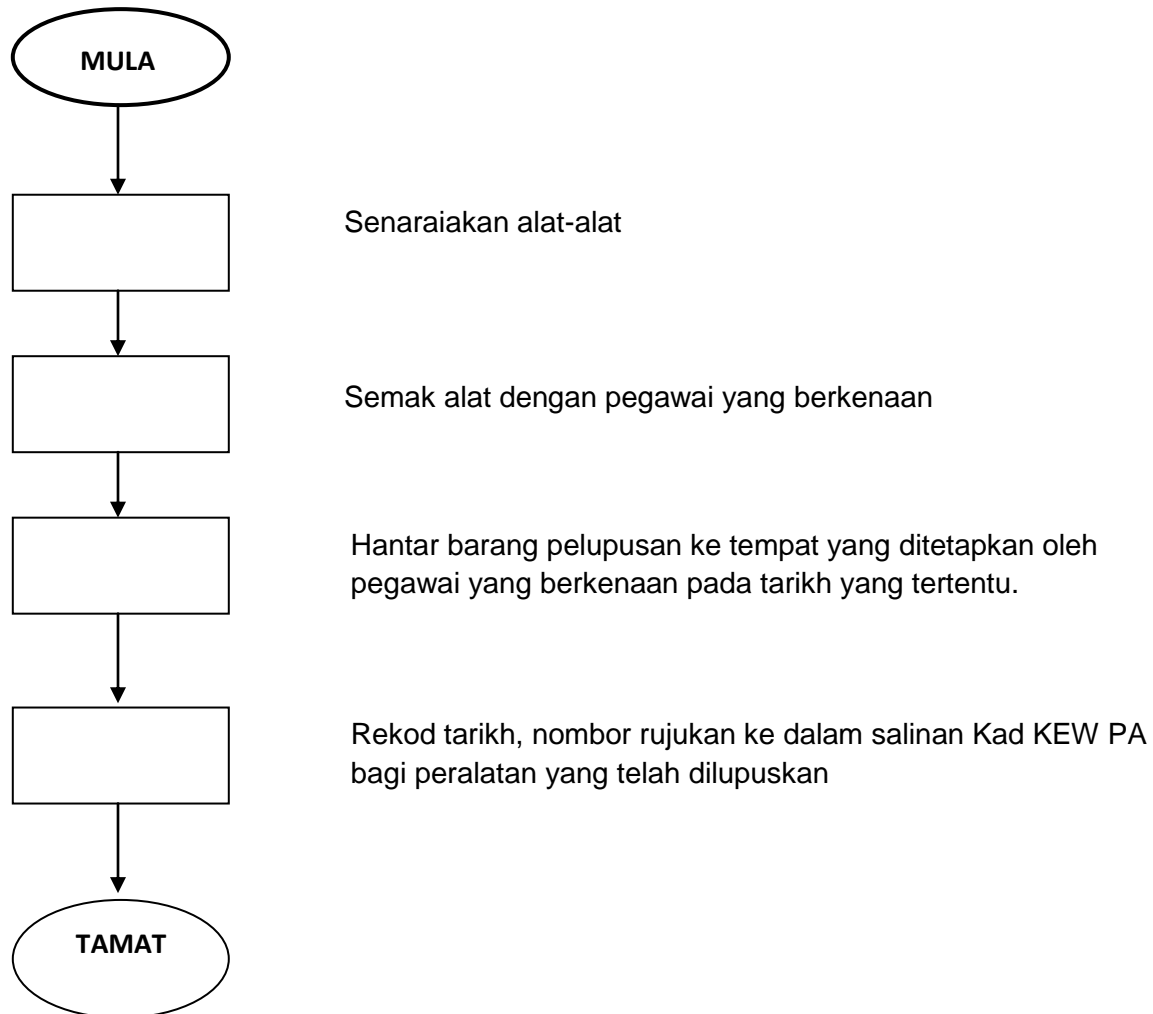 MULA
Senaraiakan alat-alat
Semak alat dengan pegawai yang berkenaan
Hantar barang pelupusan ke tempat yang ditetapkan oleh
pegawai yang berkenaan pada tarikh yang tertentu.
Rekod tarikh, nombor rujukan ke dalam salinan Kad KEW PA
bagi peralatan yang telah dilupuskan
TAMAT